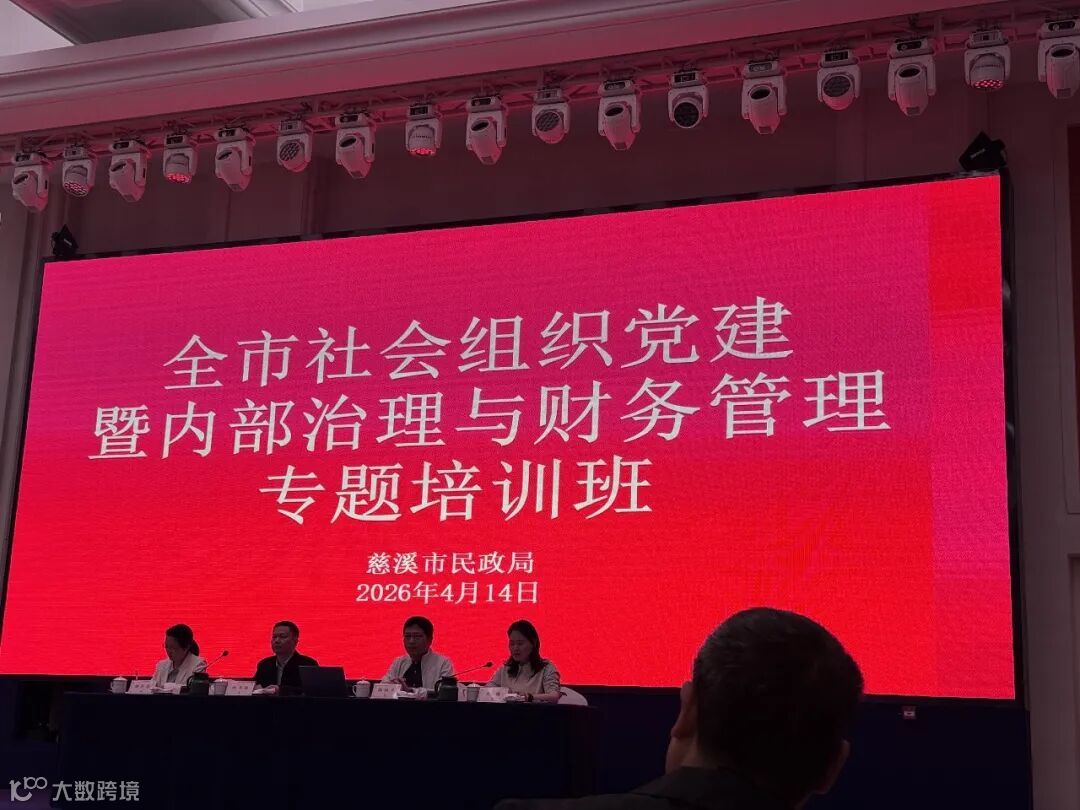 全市社会组织党建
暨内部治理与财务管理
专题培训班
慈溪市民政局
2026年4月14日
大数跨境